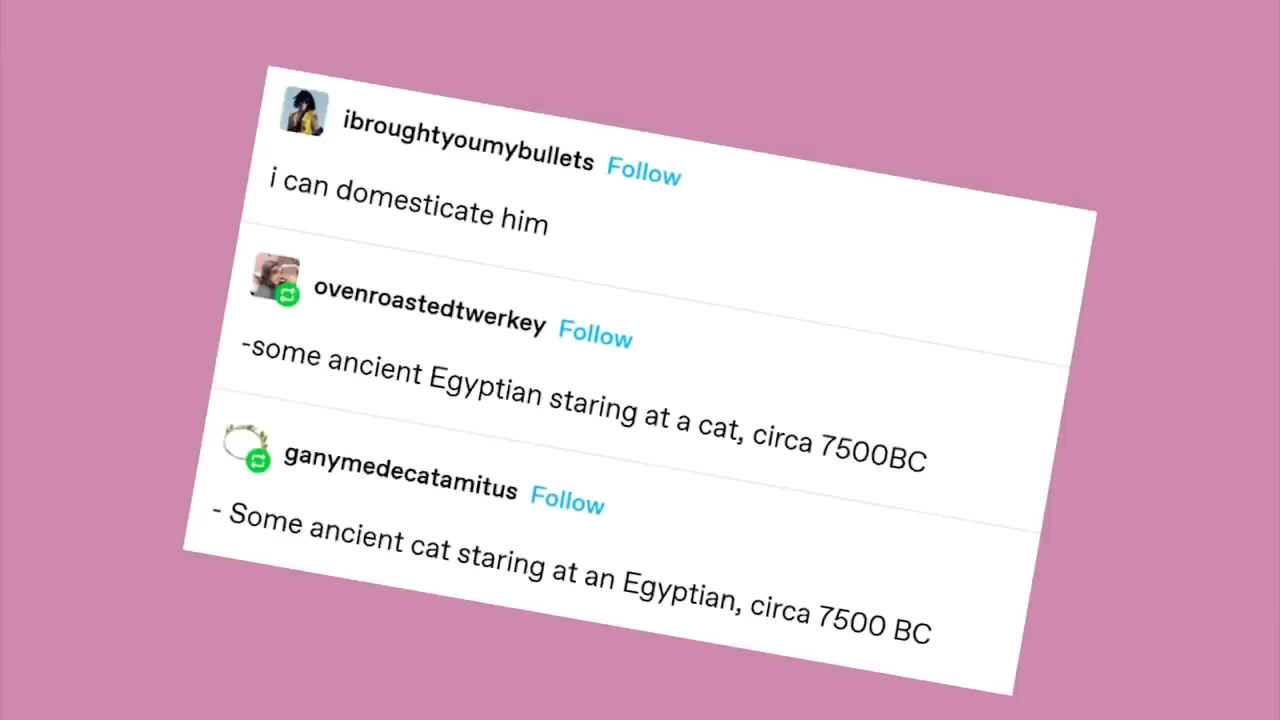 ibroughtyoumybullets Follow
i can domesticate him
ovenroastedtwerkey Follow
-some ancient Egyptian staring at a cat, circa 7500BC
ganymedecatamitus Follow
- Some ancient cat staring at an Egyptian, circa 7500 BC